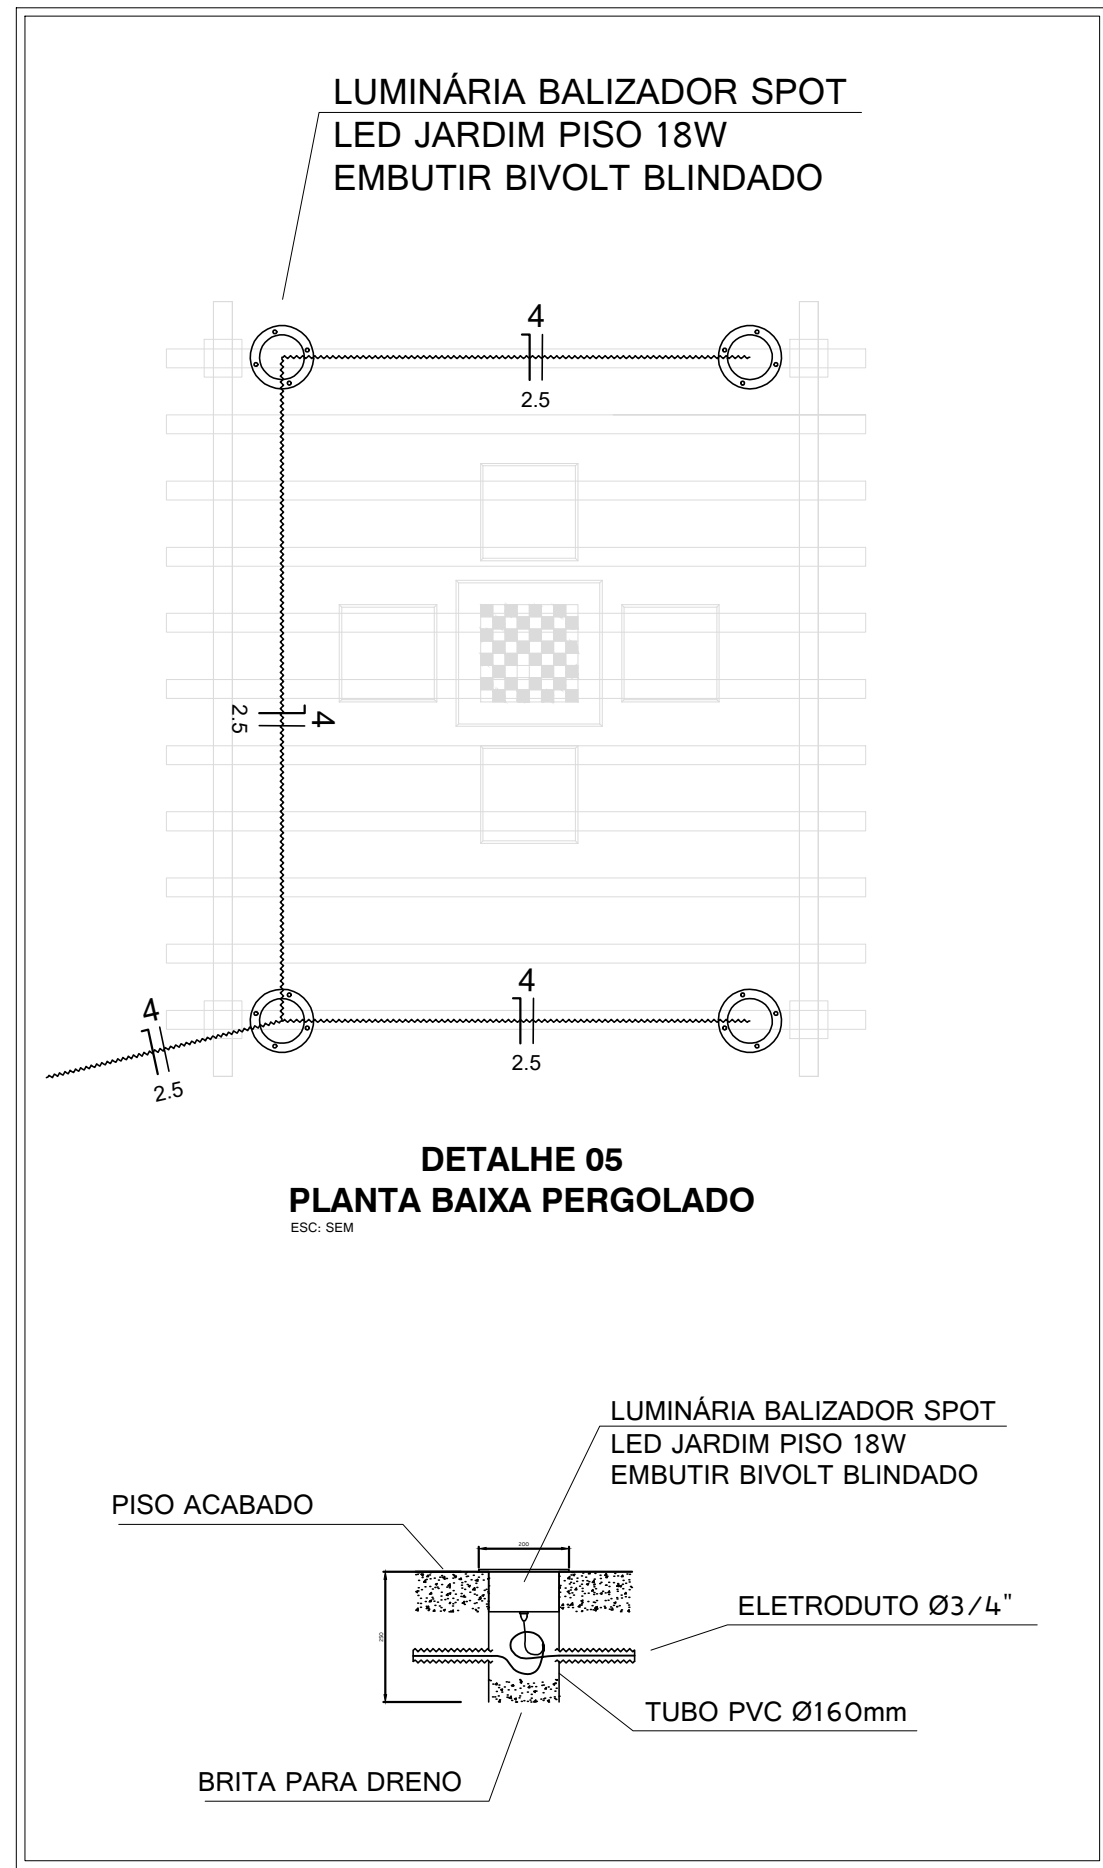 LUMINÁRIA BALIZADOR SPOT
LED JARDIM PISO 18W
EMBUTIR BIVOLT BLINDADO
4
2.5
4
2.5
4
2.5
4
2.5
DETALHE 05
PLANTA BAIXA PERGOLADO
ESC: SEM
LUMINÁRIA BALIZADOR SPOT
LED JARDIM PISO 18W
EMBUTIR BIVOLT BLINDADO
PISO ACABADO
200
250
ELETRODUTO Ø3/4"
TUBO PVC Ø160mm
BRITA PARA DRENO